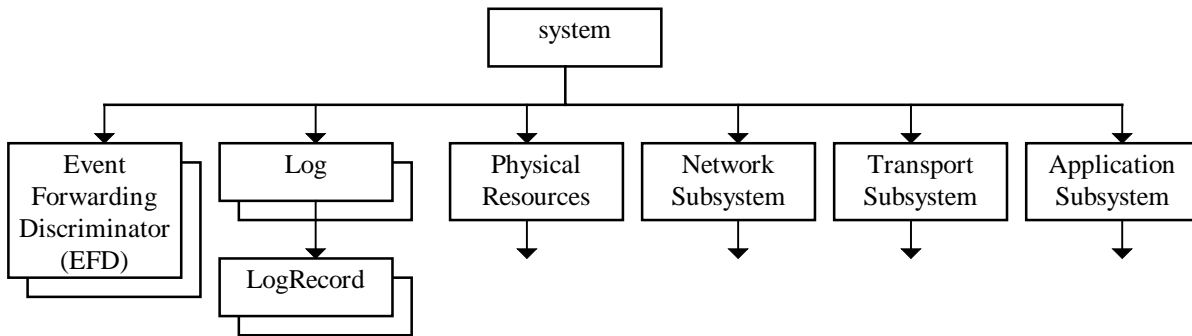 system
Event
Forwarding
Discriminator
(EFD)
Log
LogRecord
Physical
Resources
Network
Subsystem
Transport
Subsystem
Application
Subsystem